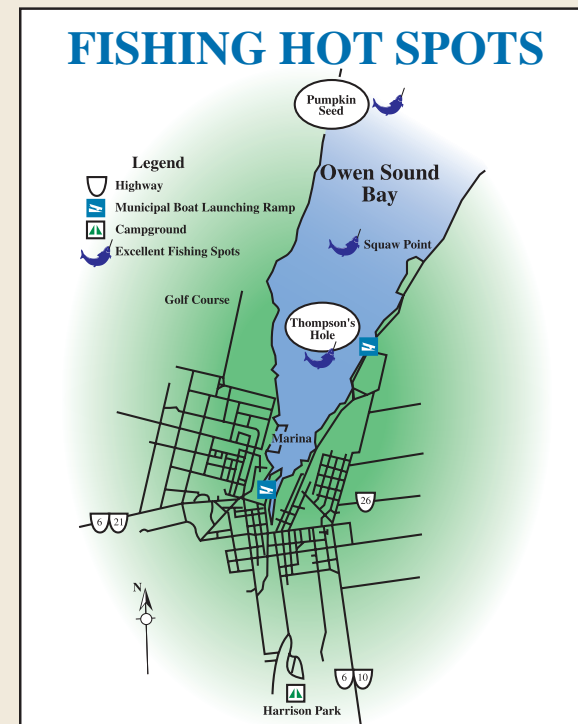 FISHING HOT SPOTS
Pumpkin
Seed
Legend
Highway
Municipal Boat Launching Ramp
Campground
Excellent Fishing Spots
Owen Sound
Bay
Squaw Point
Golf Course
Thompson's
Hole
Marina
26
6 21
N
6 10
Harrison Park